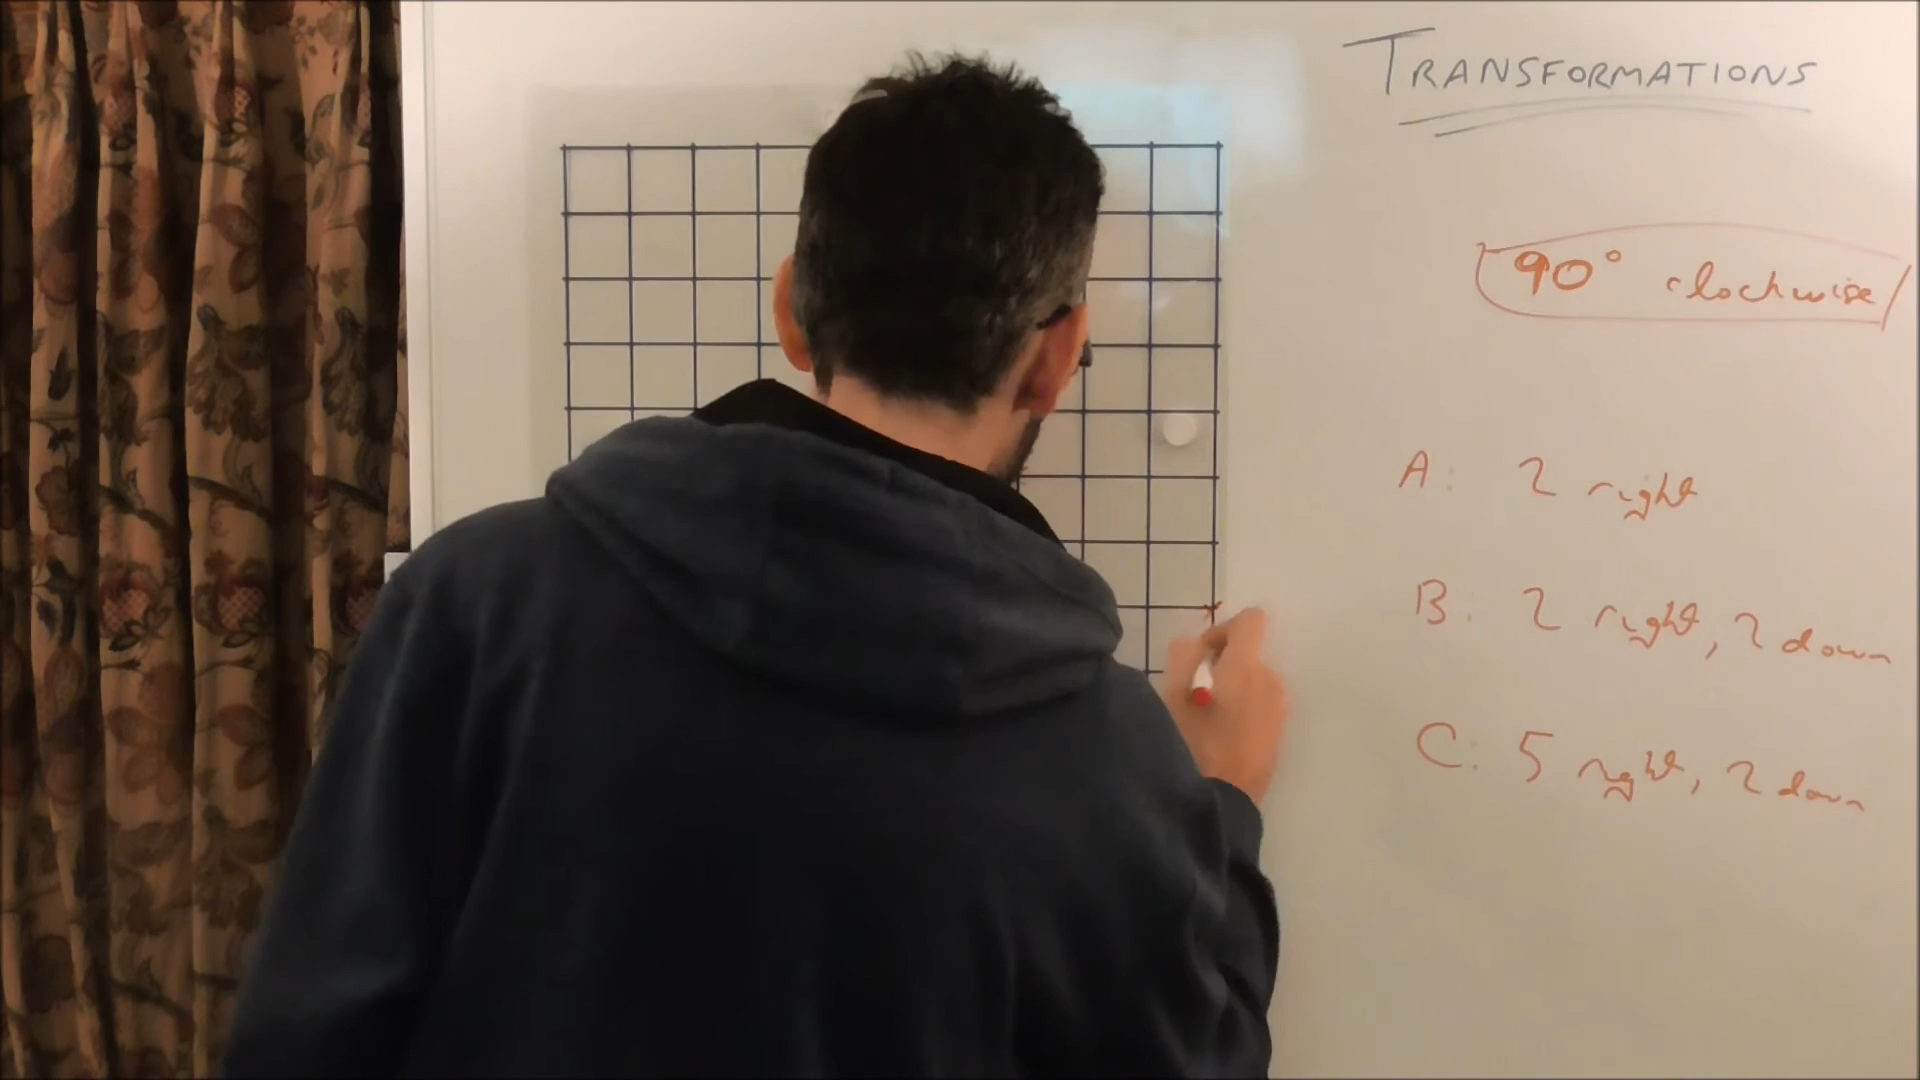 TRANSFORMATIONS
90° clockwise
A: 2 right
B: 2 right, 2 down
C: 5 right, 2 down